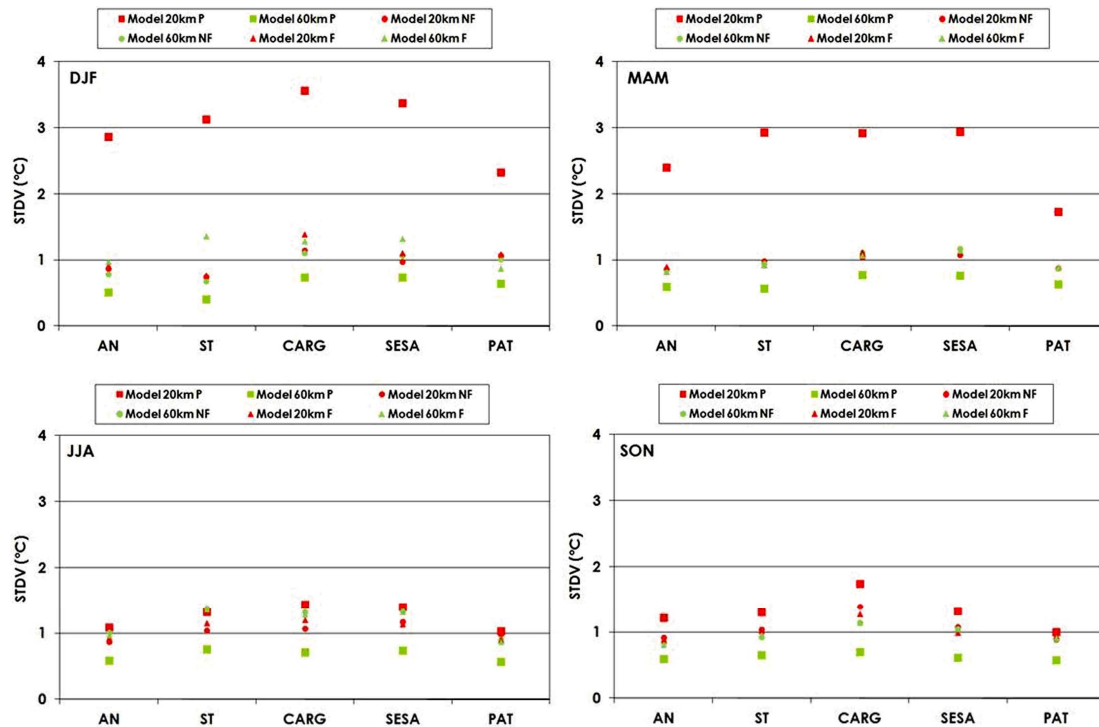 Model 20km P Model 60km P Model 20km NF
Model 60km NF Model 20km F Model 60km F
DJF
STDV (ºC)
4
3
2
1
0
AN ST CARG SESA PAT
Model 20km P Model 60km P Model 20km NF
Model 60km NF Model 20km F Model 60km F
MAM
STDV (ºC)
4
3
2
1
0
AN ST CARG SESA PAT
Model 20km P Model 60km P Model 20km NF
Model 60km NF Model 20km F Model 60km F
JJA
STDV (ºC)
4
3
2
1
0
AN ST CARG SESA PAT
Model 20km P Model 60km P Model 20km NF
Model 60km NF Model 20km F Model 60km F
SON
STDV (ºC)
4
3
2
1
0
AN ST CARG SESA PAT